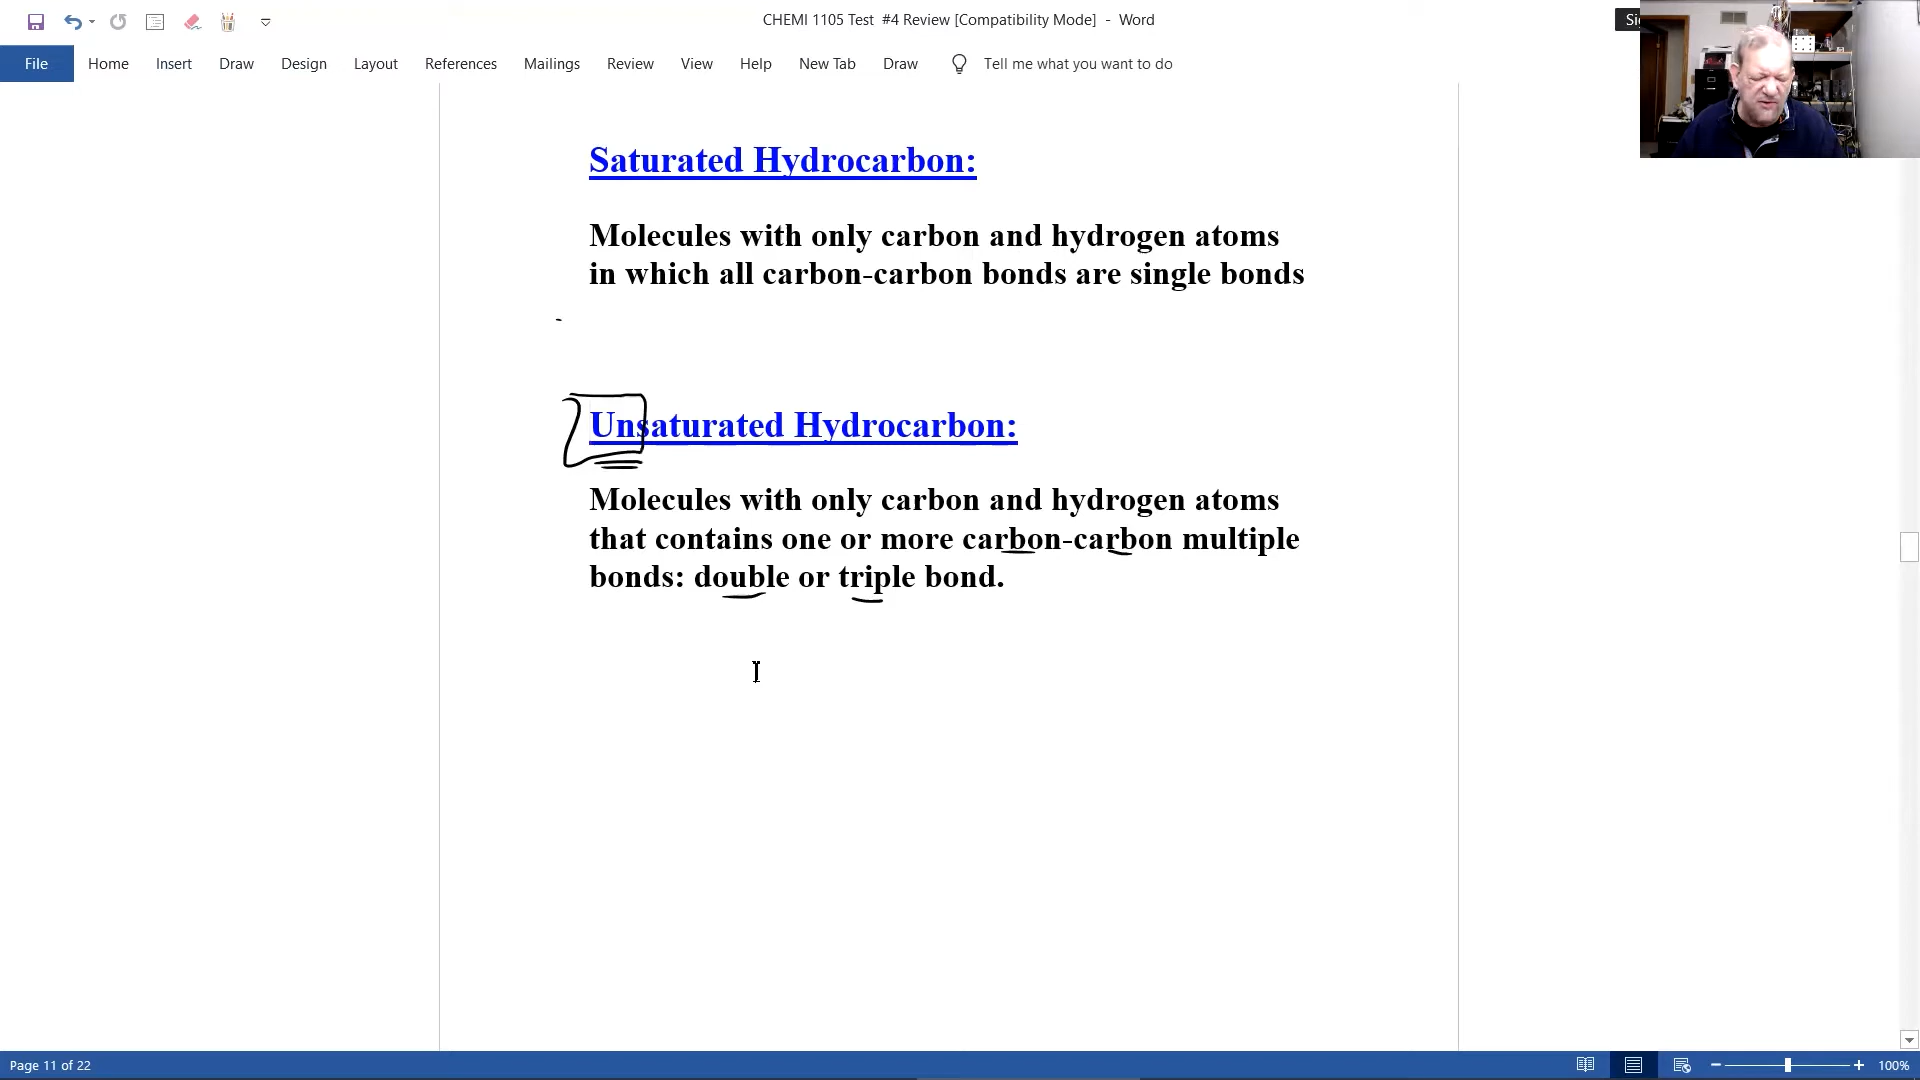 CHEMI 1105 Test #4 Review [Compatibility Mode] - Word
File Home Insert Draw Design Layout References Mailings Review View Help New Tab Draw Tell me what you want to do
Saturated Hydrocarbon:
Molecules with only carbon and hydrogen atoms
in which all carbon-carbon bonds are single bonds
Unsaturated Hydrocarbon:
Molecules with only carbon and hydrogen atoms
that contains one or more carbon-carbon multiple
bonds: double or triple bond.
Page 11 of 22
100%